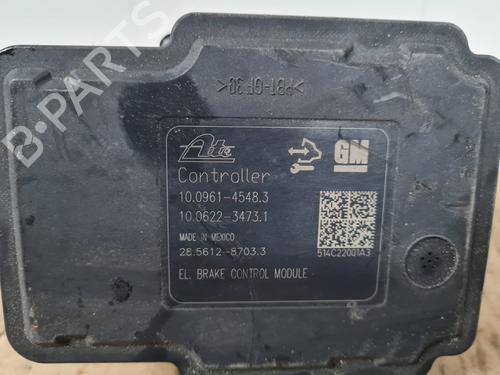 >PBT-GF30<
Ate
GM
Controller
10.0961-4548.3
10.0622-3473.1
MADE IN MEXICO
28.5612-8703.3
514C22001A3
EL. BRAKE CONTROL MODULE
B-PARTS